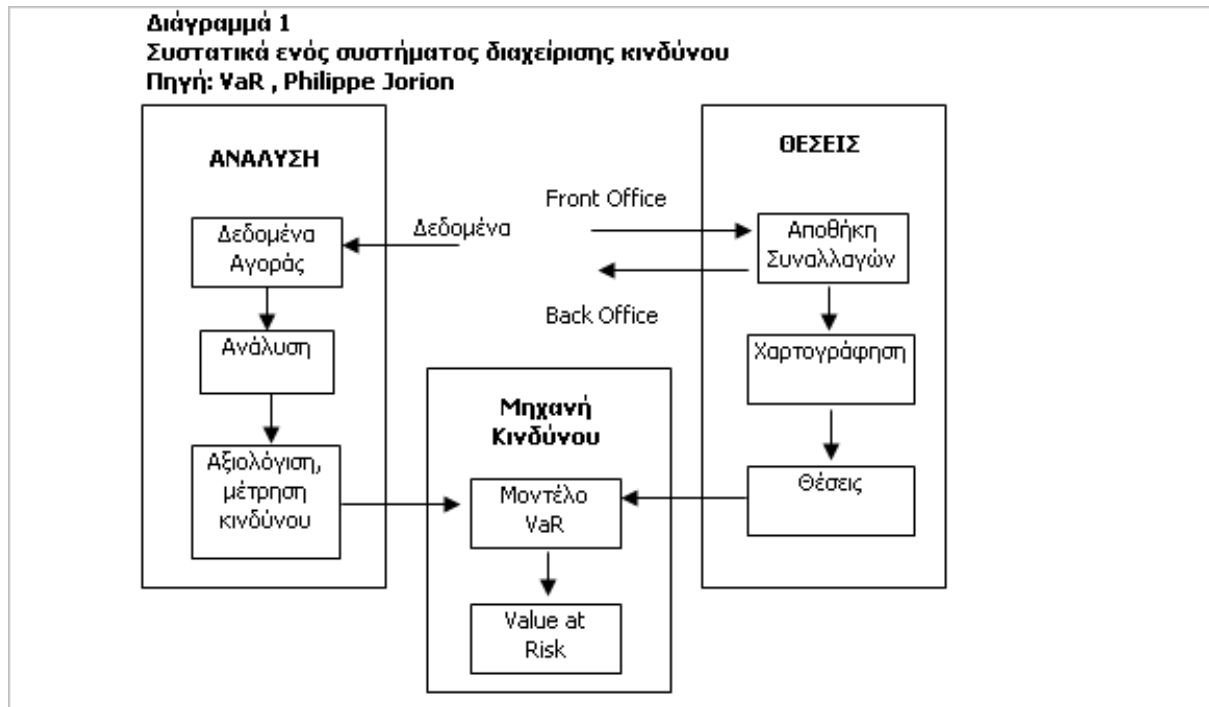 Διάγραμμά 1
Συστατικά ενός συστήματος διαχείρισης κινδύνου
Πηγή: VaR , Philippe Jorion
ΑΝΑΛΥΣΗ
Δεδομένα
Αγοράς
Ανάλυση
Αξιολόγιση,
μέτρηση
κινδύνου
Δεδομένα
Front Office
Back Office
Μηχανή
Κινδύνου
Μοντέλο
VaR
Value at
Risk
ΘΕΣΕΙΣ
Αποθήκη
Συναλλαγών
Χαρτογράφηση
Θέσεις